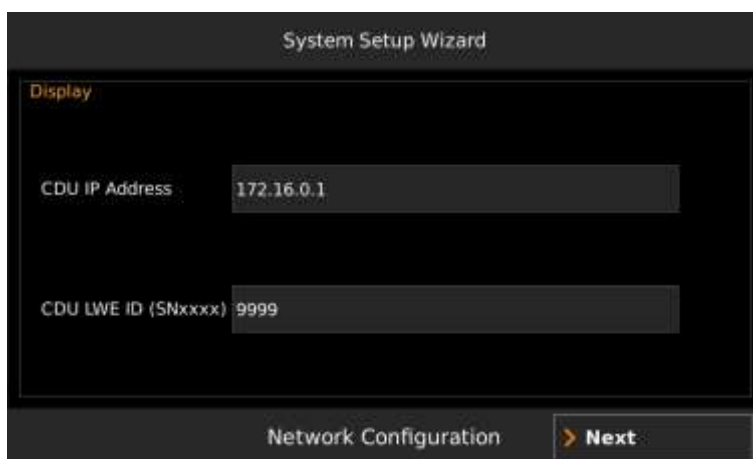 System Setup Wizard
Display
CDU IP Address 172.16.0.1
CDU LWE ID (SNxxxx) 9999
Network Configuration > Next